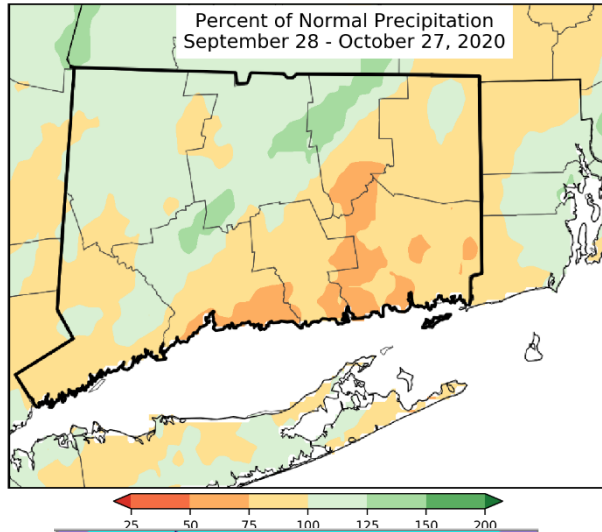 Percent of Normal Precipitation
September 28 - October 27, 2020
25 50 75 100 125 150 200